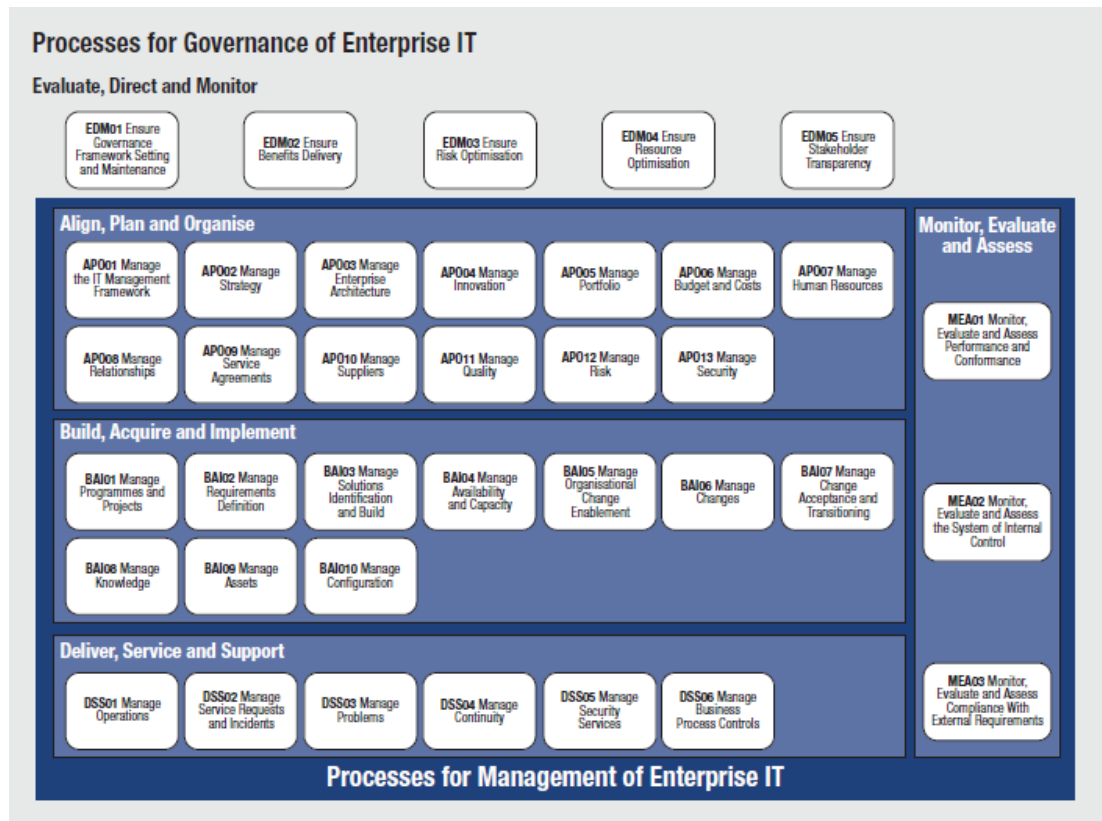 Processes for Governance of Enterprise IT
Evaluate, Direct and Monitor
EDM01 Ensure
Governance
Framework Setting
and Maintenance
EDM02 Ensure
Benefits Delivery
EDM03 Ensure
Risk Optimisation
EDM04 Ensure
Resource
Optimisation
EDM05 Ensure
Stakeholder
Transparency
Align, Plan and Organise
APO01 Manage
the IT Management
Framework
APO02 Manage
Strategy
APO03 Manage
Enterprise
Architecture
APO04 Manage
Innovation
APO05 Manage
Portfolio
APO06 Manage
Budget and Costs
APO07 Manage
Human Resources
APO08 Manage
Relationships
APO09 Manage
Service
Agreements
APO10 Manage
Suppliers
APO11 Manage
Quality
APO12 Manage
Risk
APO13 Manage
Security
Build, Acquire and Implement
BAI01 Manage
Programmes and
Projects
BAI02 Manage
Requirements
Definition
BAI03 Manage
Solutions
Identification
and Build
BAI04 Manage
Availability
and Capacity
BAI05 Manage
Organisational
Change
Enablement
BAI06 Manage
Changes
BAI07 Manage
Change
Acceptance and
Transitioning
BAI08 Manage
Knowledge
BAI09 Manage
Assets
BAI010 Manage
Configuration
Deliver, Service and Support
DSS01 Manage
Operations
DSS02 Manage
Service Requests
and Incidents
DSS03 Manage
Problems
DSS04 Manage
Continuity
DSS05 Manage
Security
Services
DSS06 Manage
Business
Process Controls
Monitor, Evaluate
and Assess
MEA01 Monitor,
Evaluate and Assess
Performance and
Conformance
MEA02 Monitor,
Evaluate and Assess
the System of Internal
Control
MEA03 Monitor,
Evaluate and Assess
Compliance With
External Requirements
Processes for Management of Enterprise IT